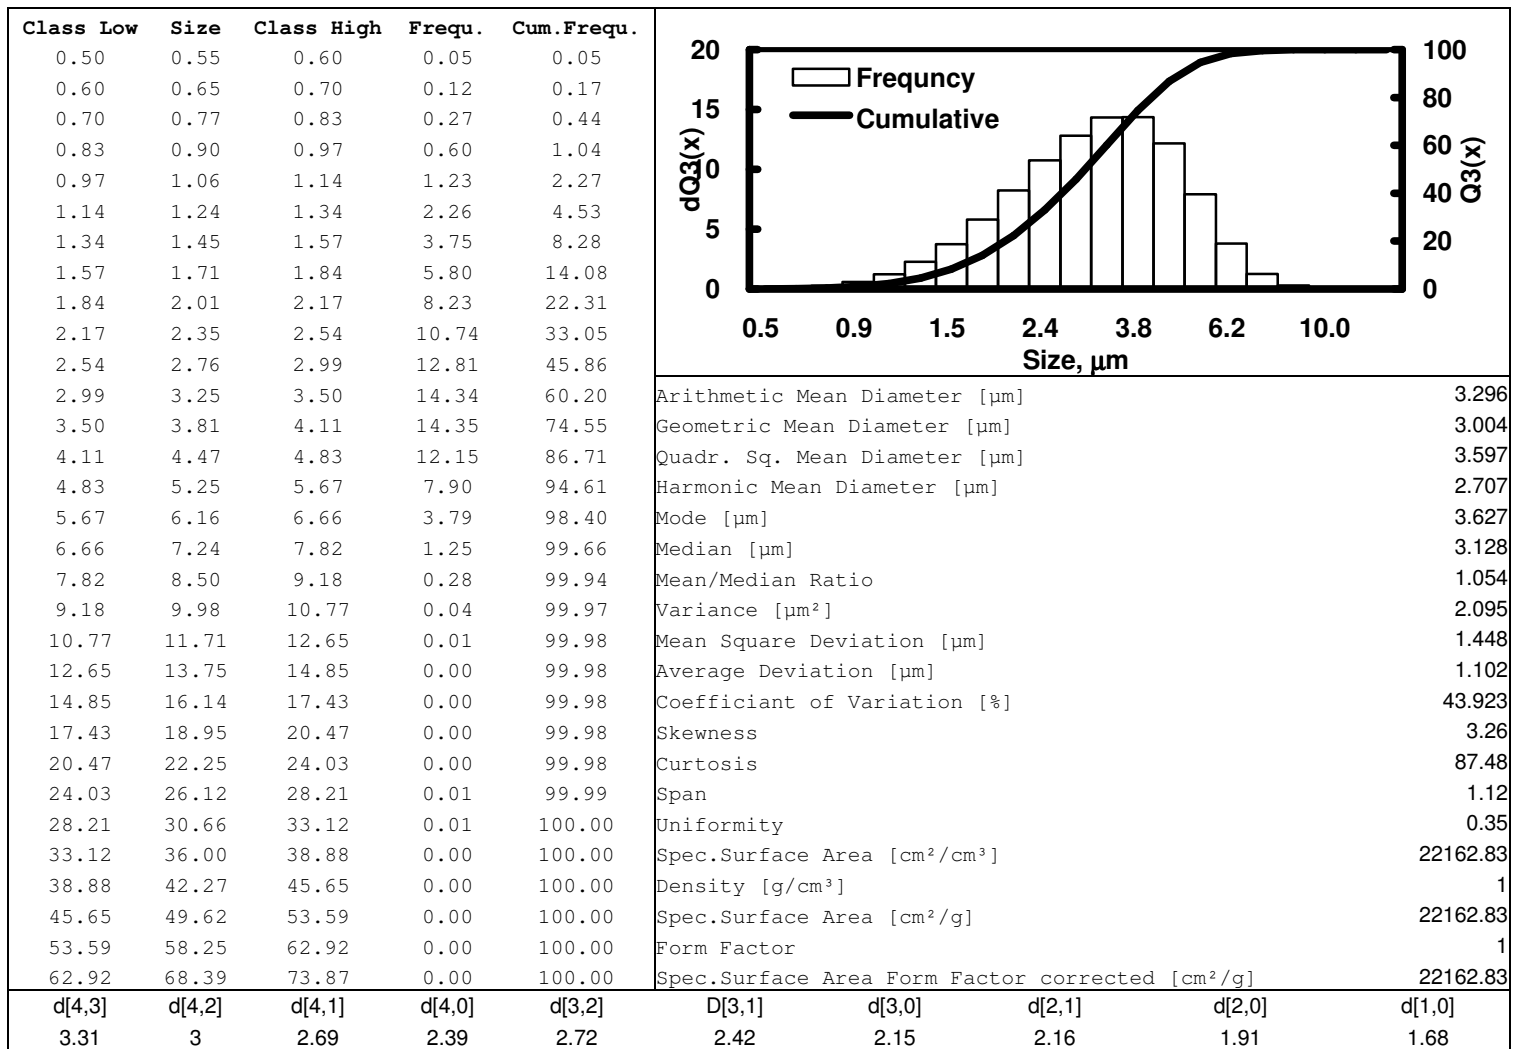 Class Low Size Class High Frequ. Cum.Frequ.
0.50 0.55 0.60 0.05 0.05
0.60 0.65 0.70 0.12 0.17
0.70 0.77 0.83 0.27 0.44
0.83 0.90 0.97 0.60 1.04
0.97 1.06 1.14 1.23 2.27
1.14 1.24 1.34 2.26 4.53
1.34 1.45 1.57 3.75 8.28
1.57 1.71 1.84 5.80 14.08
1.84 2.01 2.17 8.23 22.31
2.17 2.35 2.54 10.74 33.05
2.54 2.76 2.99 12.81 45.86
2.99 3.25 3.50 14.34 60.20
3.50 3.81 4.11 14.35 74.55
4.11 4.47 4.83 12.15 86.71
4.83 5.25 5.67 7.90 94.61
5.67 6.16 6.66 3.79 98.40
6.66 7.24 7.82 1.25 99.66
7.82 8.50 9.18 0.28 99.94
9.18 9.98 10.77 0.04 99.97
10.77 11.71 12.65 0.01 99.98
12.65 13.75 14.85 0.00 99.98
14.85 16.14 17.43 0.00 99.98
17.43 18.95 20.47 0.00 99.98
20.47 22.25 24.03 0.00 99.98
24.03 26.12 28.21 0.01 99.99
28.21 30.66 33.12 0.01 100.00
33.12 36.00 38.88 0.00 100.00
38.88 42.27 45.65 0.00 100.00
45.65 49.62 53.59 0.00 100.00
53.59 58.25 62.92 0.00 100.00
62.92 68.39 73.87 0.00 100.00
20
15
10
5
0
dQ3(x)
Frequncy
Cumulative
100
80
60
40
20
0
Q3(x)
0.5 0.9 1.5 2.4 3.8 6.2 10.0
Size, µm
Arithmetic Mean Diameter [µm] 3.296
Geometric Mean Diameter [µm] 3.004
Quadr. Sq. Mean Diameter [µm] 3.597
Harmonic Mean Diameter [µm] 2.707
Mode [µm] 3.627
Median [µm] 3.128
Mean/Median Ratio 1.054
Variance [µm²] 2.095
Mean Square Deviation [µm] 1.448
Average Deviation [µm] 1.102
Coefficiant of Variation [%] 43.923
Skewness 3.26
Curtosis 87.48
Span 1.12
Uniformity 0.35
Spec.Surface Area [cm²/cm³] 22162.83
Density [g/cm³] 1
Spec.Surface Area [cm²/g] 22162.83
Form Factor 1
Spec.Surface Area Form Factor corrected [cm²/g] 22162.83
d[4,3] d[4,2] d[4,1] d[4,0] d[3,2] D[3,1] d[3,0] d[2,1] d[2,0] d[1,0]
3.31 3 2.69 2.39 2.72 2.42 2.15 2.16 1.91 1.68